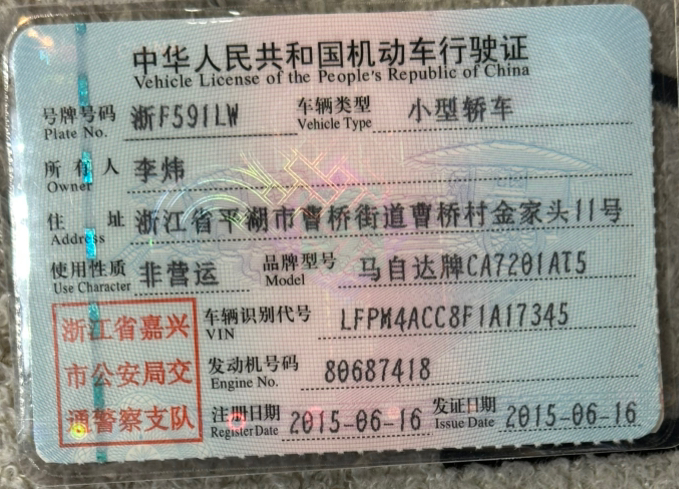 中华人民共和国机动车行驶证
Vehicle License of the People's Republic of China
号牌号码 浙F591LW 车辆类型 小型轿车
Plate No. Vehicle Type
所有人 李炜
Owner
住址 浙江省平湖市曹桥街道曹桥村金家头11号
Address
使用性质 非营运 品牌型号 马自达牌CA7201AT5
Use Character Model
浙江省嘉兴
市公安局交
通警察支队
车辆识别代号 LFPM4ACC8F1A17345
VIN
发动机号码 80687418
Engine No.
注册日期 2015-06-16 发证日期 2015-06-16
Register Date Issue Date